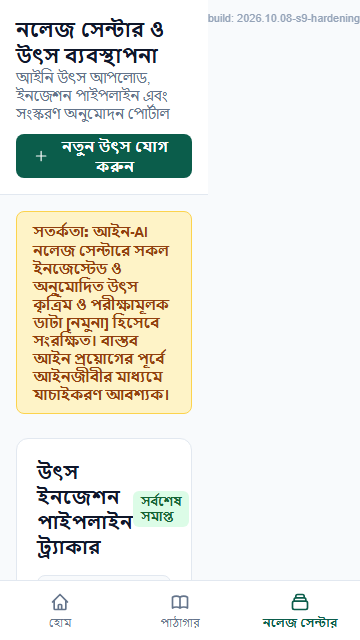 নলেজ সেন্টার ও
উৎস ব্যবস্থাপনা
আইনি উৎস আপলোড,
ইনজেশন পাইপলাইন এবং
সংস্করণ অনুমোদন পোর্টাল
build: 2026.10.08-s9-hardening
নতুন উৎস যোগ
করুন
সতর্কতা: আইন-AI
নলেজ সেন্টারে সকল
ইনজেস্টেড ও
অনুমোদিত উৎস
কৃত্রিম ও পরীক্ষামূলক
ডাটা [নমুনা] হিসেবে
সংরক্ষিত। বাস্তব
আইন প্রয়োগের পূর্বে
আইনজীবীর মাধ্যমে
যাচাইকরণ আবশ্যক।
উৎস
ইনজেশন
পাইপলাইন
ট্র্যাকার
সর্বশেষ
সমাপ্ত
হোম
পাঠাগার
নলেজ সেন্টার